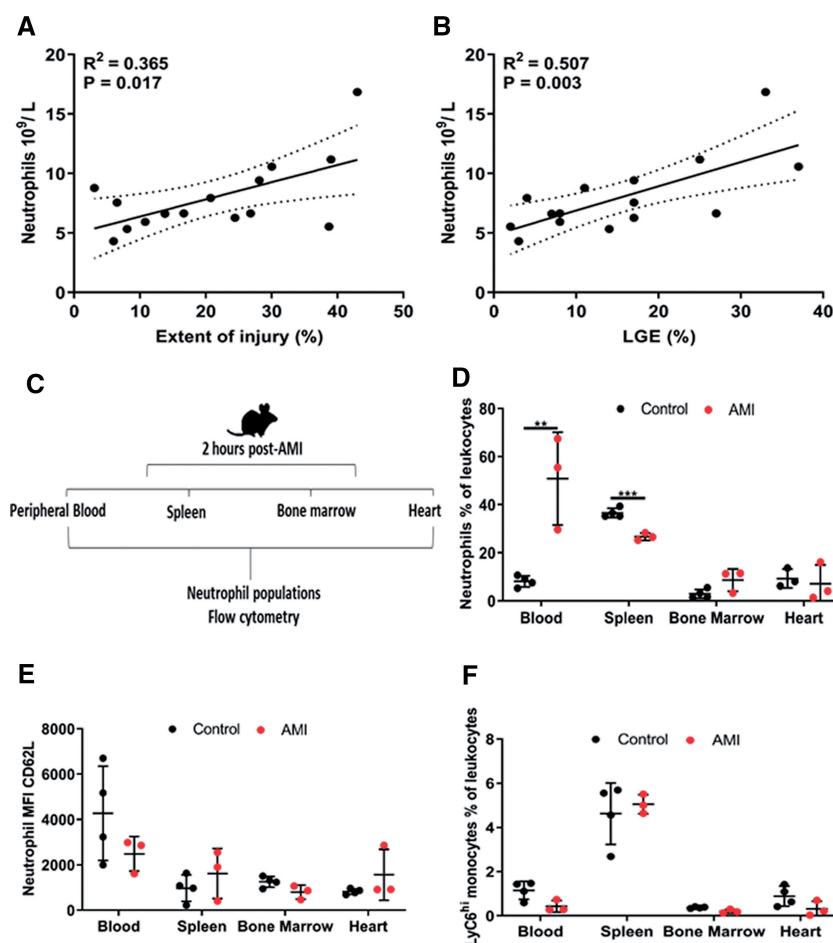 A
R2 = 0.365
P = 0.017
Neutrophils 10^9/ L
20
15
10
5
0
0 10 20 30 40 50
Extent of injury (%)
B
R2 = 0.507
P = 0.003
Neutrophils 10^9/ L
20
15
10
5
0
0 10 20 30 40
LGE (%)
C
2 hours post-AMI
Peripheral Blood Spleen Bone marrow Heart
Neutrophil populations
Flow cytometry
D
Neutrophils % of leukocytes
Control AMI
80
60
40
20
0
**
***
Blood Spleen Bone Marrow Heart
E
Neutrophil MFI CD62L
Control AMI
8000
6000
4000
2000
0
Blood Spleen Bone Marrow Heart
F
LyC6hi monocytes % of leukocytes
Control AMI
8
6
4
2
0
Blood Spleen Bone Marrow Heart